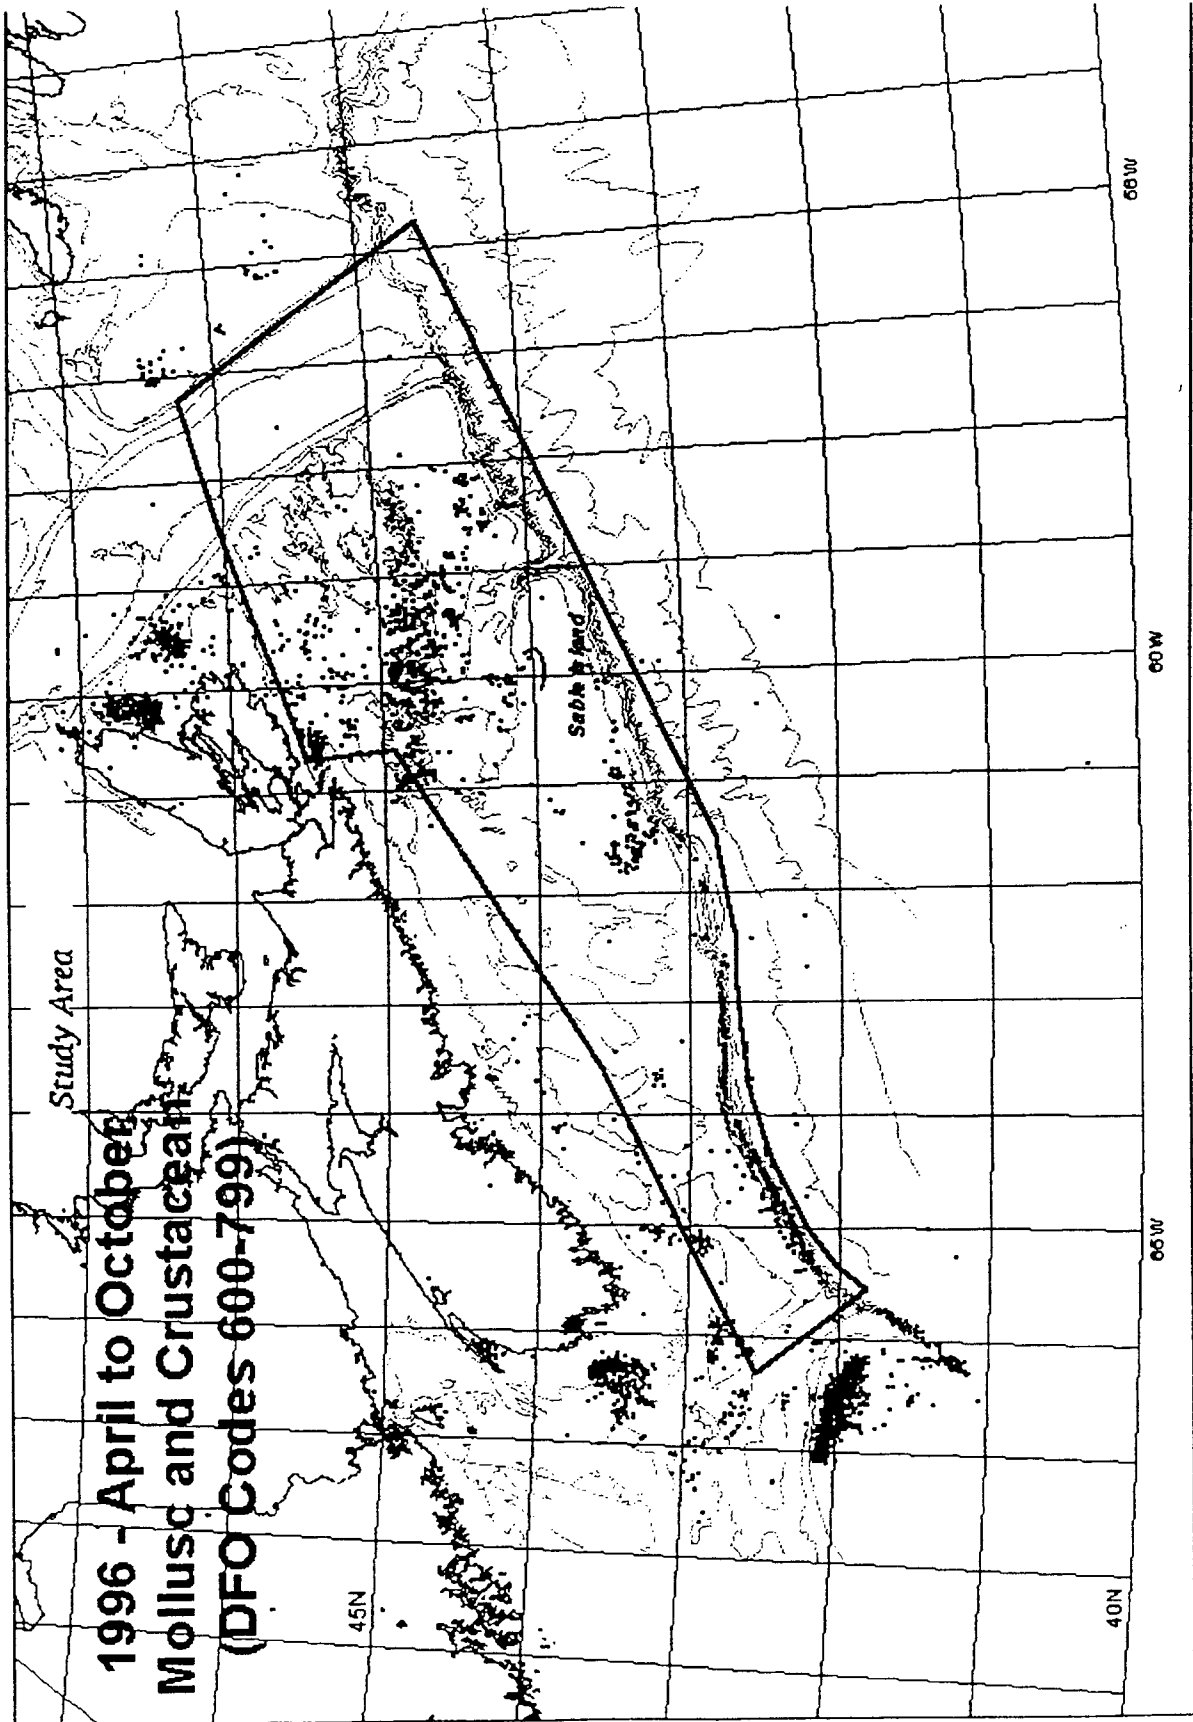 1996 - April to October
Mollusc and Crustacean
(DFO Codes 600-799)
Study Area
Sable Island
45N
40N
65W
60W
56W